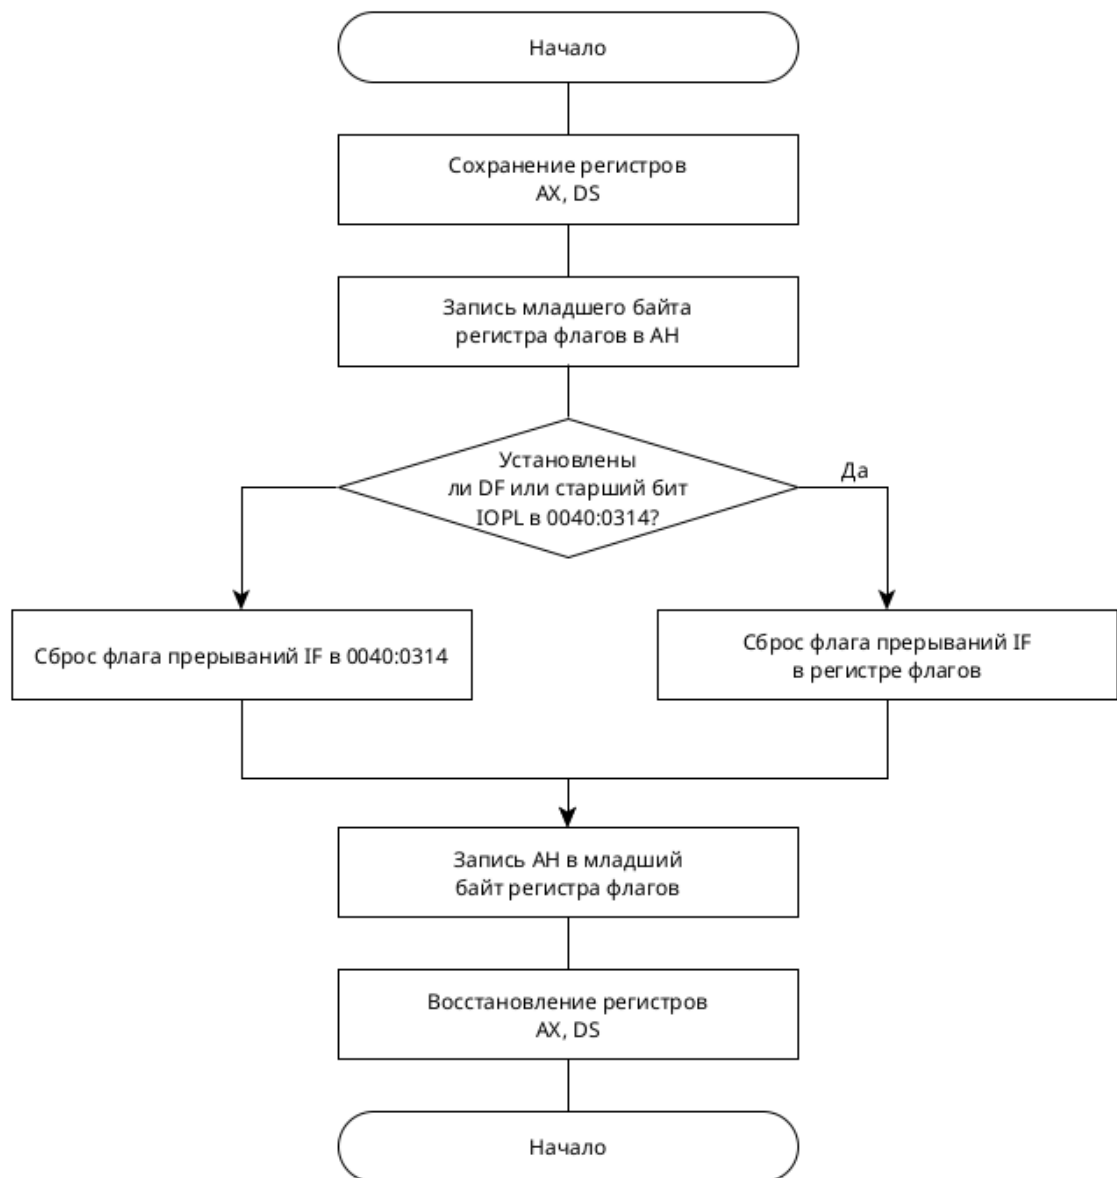 Начало
Сохранение регистров
AX, DS
Запись младшего байта
регистра флагов в AH
Установлены
ли DF или старший бит
IOPL в 0040:0314?
Да
Сброс флага прерываний IF в 0040:0314
Сброс флага прерываний IF
в регистре флагов
Запись AH в младший
байт регистра флагов
Восстановление регистров
AX, DS
Начало